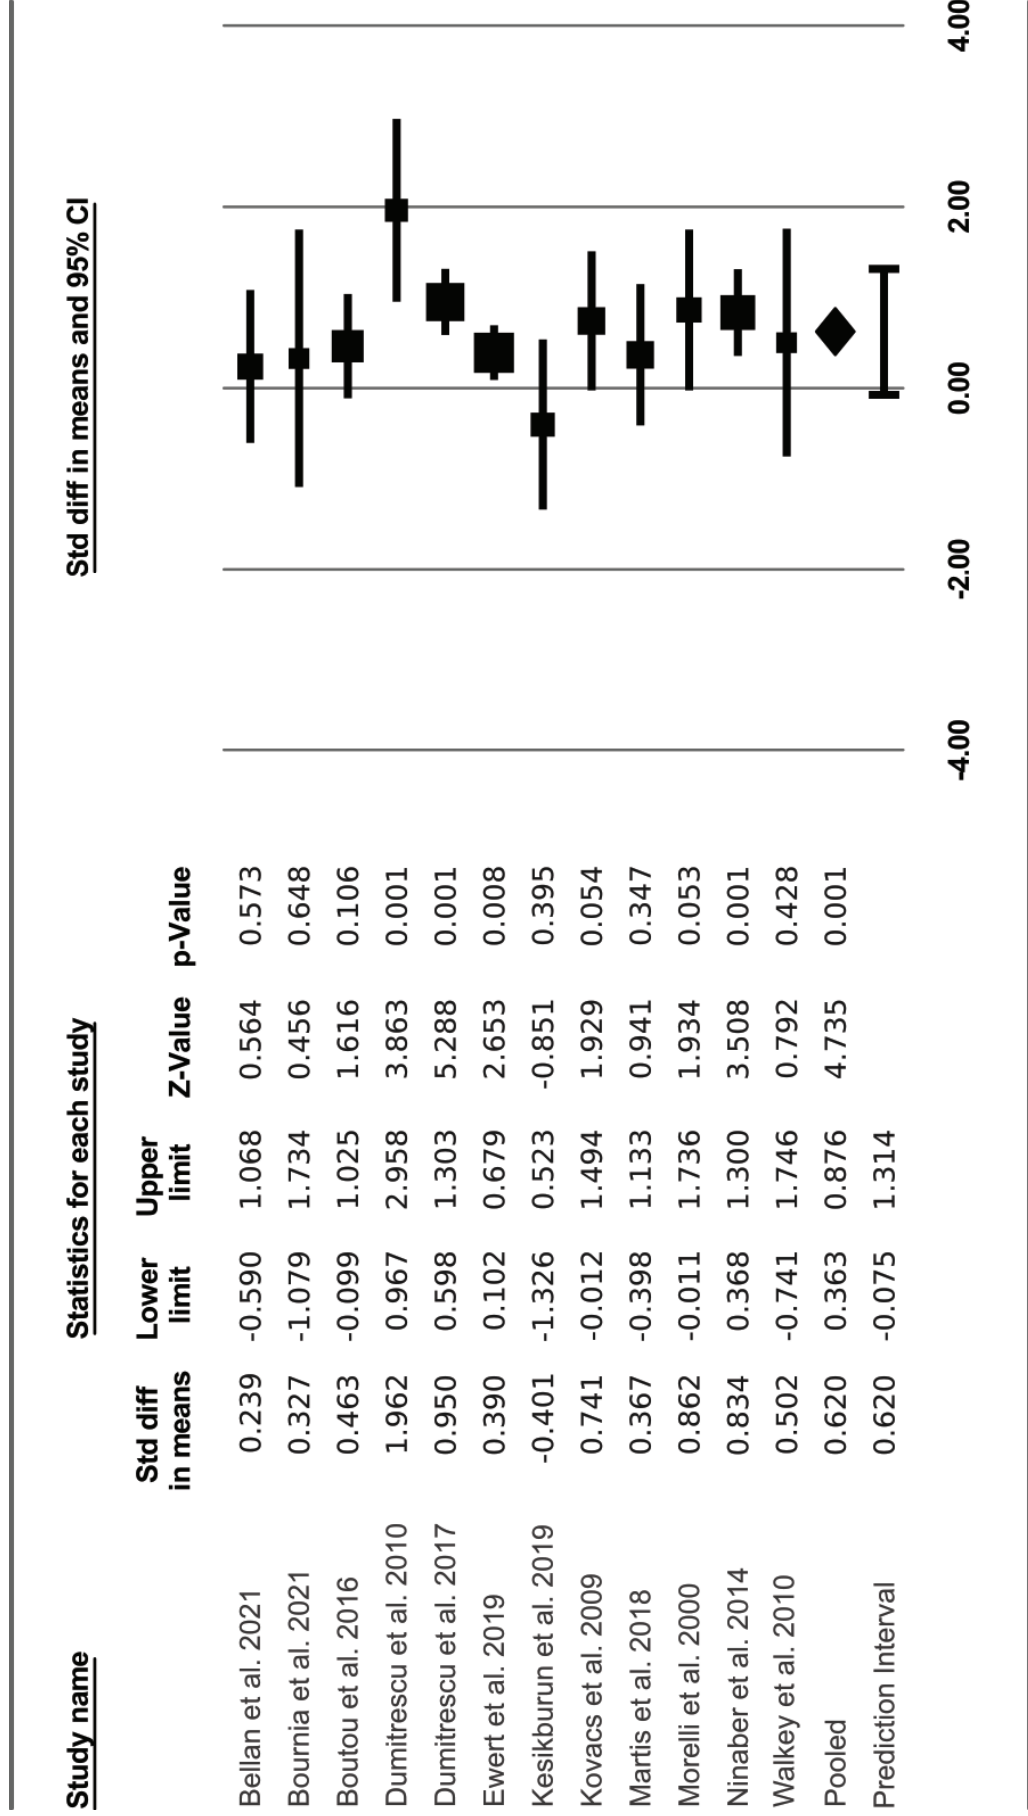 Study name Statistics for each study Std diff in means and 95% CI
Std diff Lower Upper
in means limit limit Z-Value p-Value
Bellan et al. 2021 0.239 -0.590 1.068 0.564 0.573
Bournia et al. 2021 0.327 -1.079 1.734 0.456 0.648
Boutou et al. 2016 0.463 -0.099 1.025 1.616 0.106
Dumitrescu et al. 2010 1.962 0.967 2.958 3.863 0.001
Dumitrescu et al. 2017 0.950 0.598 1.303 5.288 0.001
Ewert et al. 2019 0.390 0.102 0.679 2.653 0.008
Kesikburun et al. 2019 -0.401 -1.326 0.523 -0.851 0.395
Kovacs et al. 2009 0.741 -0.012 1.494 1.929 0.054
Martis et al. 2018 0.367 -0.398 1.133 0.941 0.347
Morelli et al. 2000 0.862 -0.011 1.736 1.934 0.053
Ninaber et al. 2014 0.834 0.368 1.300 3.508 0.001
Walkey et al. 2010 0.502 -0.741 1.746 0.792 0.428
Pooled 0.620 0.363 0.876 4.735 0.001
Prediction Interval 0.620 -0.075 1.314
-4.00 -2.00 0.00 2.00 4.00